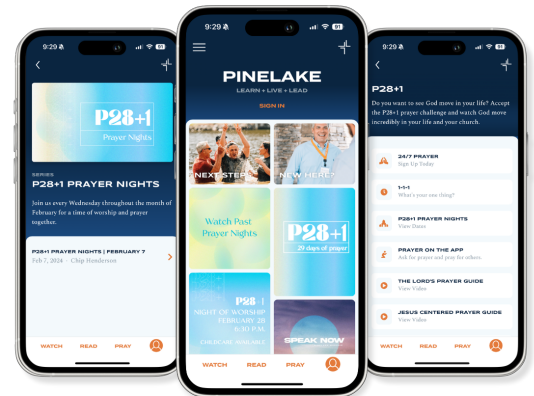 9:29
91
P28+1
Prayer Nights
SERIES
P28+1 PRAYER NIGHTS
Join us every Wednesday throughout the month of
February for a time of worship and prayer
together.
P28+1 PRAYER NIGHTS | FEBRUARY 7
Feb 7, 2024 · Chip Henderson
WATCH READ PRAY
9:29
91
PINELAKE
LEARN + LIVE + LEAD
SIGN IN
NEXT STEPS
NEW HERE?
Watch Past
Prayer Nights
P28+1
29 days of prayer
P28+1
NIGHT OF WORSHIP
FEBRUARY 28
6:30 P.M.
CHILDCARE AVAILABLE
SPEAK NOW
WATCH READ PRAY
9:29
91
P28+1
Do you want to see God move in your life? Accept
the P28+1 prayer challenge and watch God move
incredibly in your life and your church.
24/7 PRAYER
Sign Up Today
1-1-1
What's your one thing?
P28+1 PRAYER NIGHTS
View Dates
PRAYER ON THE APP
Ask for prayer and pray for others
THE LORD'S PRAYER GUIDE
View Video
JESUS CENTERED PRAYER GUIDE
View Video
WATCH READ PRAY